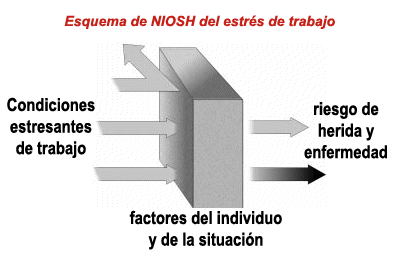 Esquema de NIOSH del estrés de trabajo
Condiciones
estresantes
de trabajo
riesgo de
herida y
enfermedad
factores del individuo
y de la situación